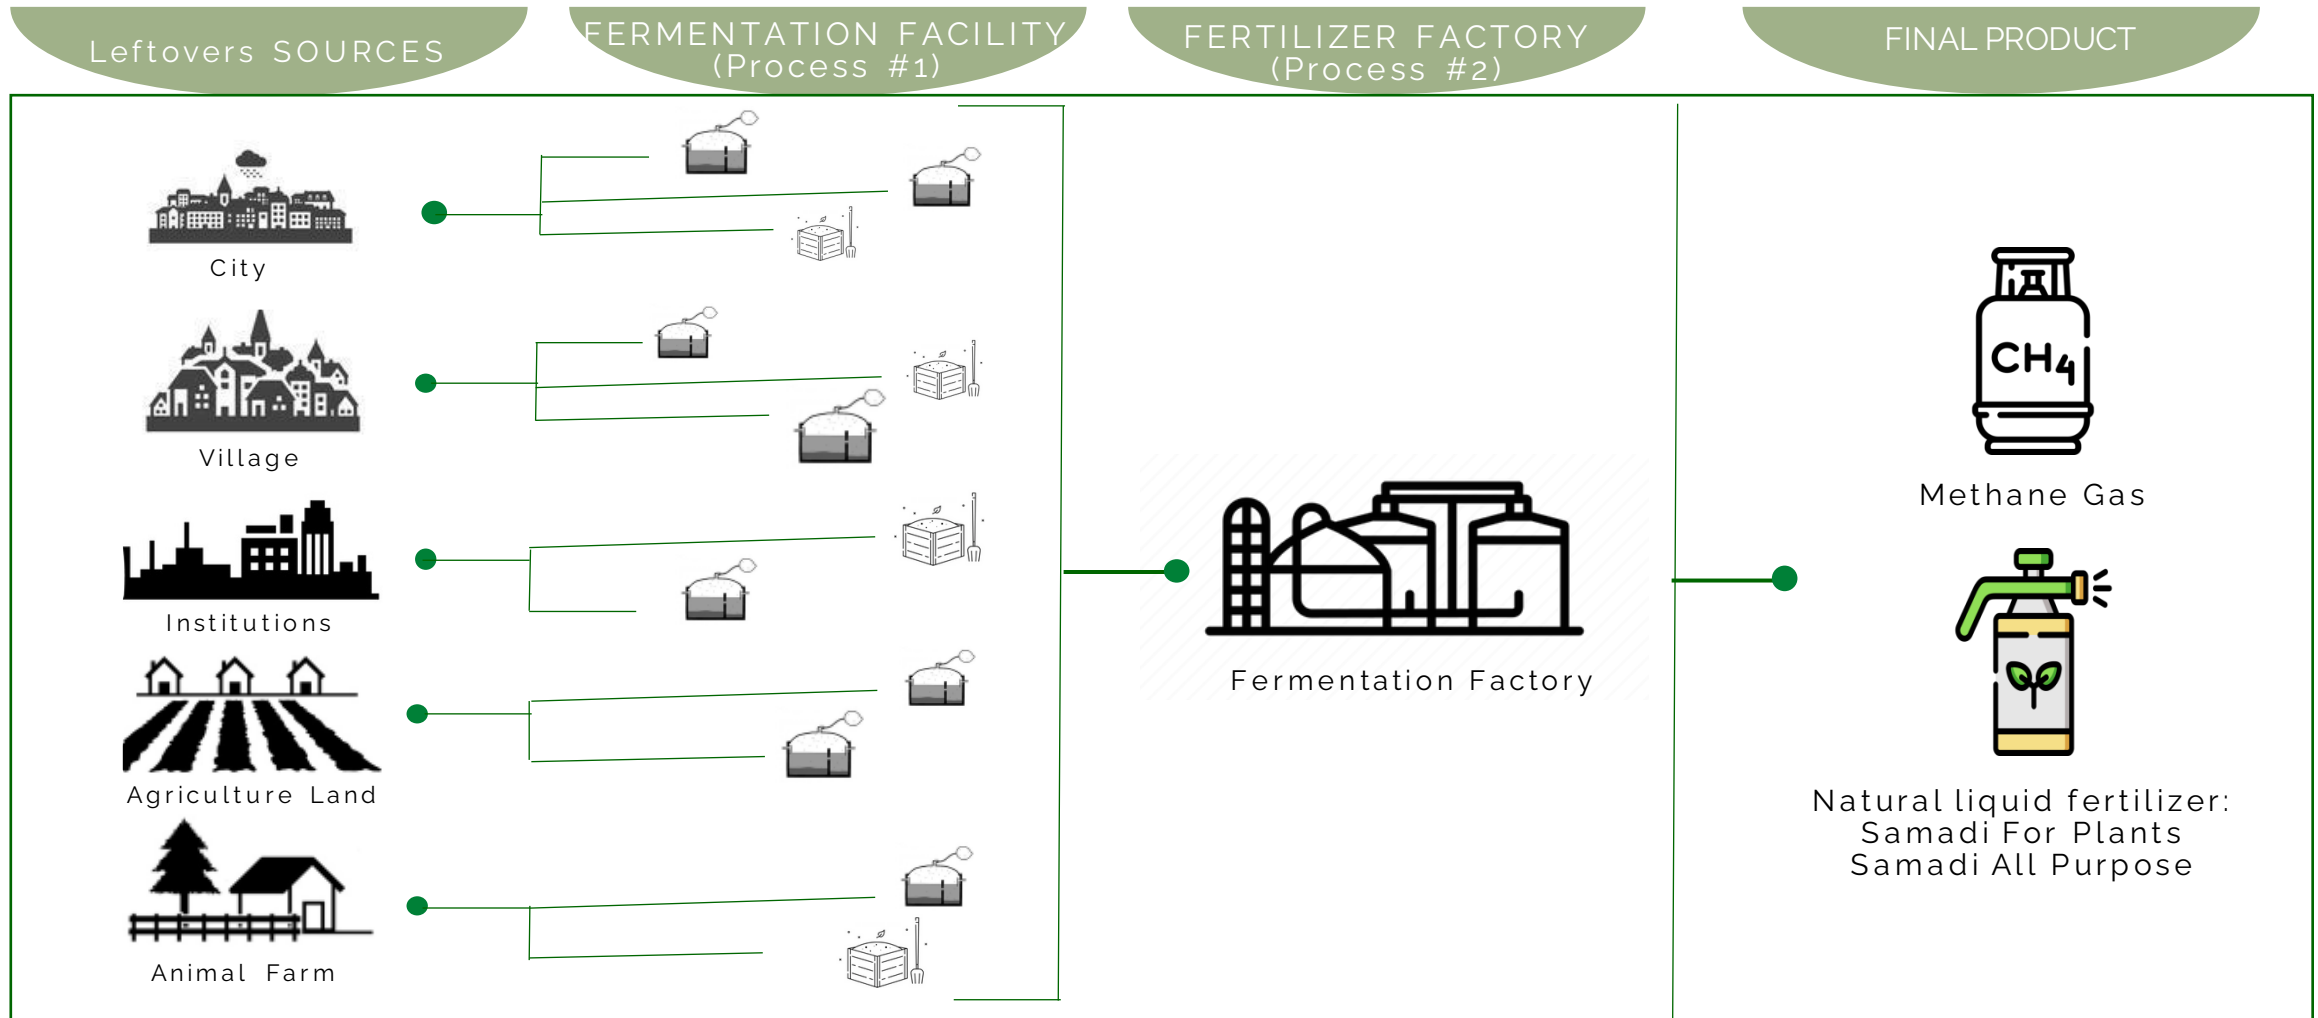 Leftovers SOURCES
FERMENTATION FACILITY
(Process #1)
FERTILIZER FACTORY
(Process #2)
FINAL PRODUCT
City
Village
Institutions
Agriculture Land
Animal Farm
Fermentation Factory
CH4
Methane Gas
Natural liquid fertilizer:
Samadi For Plants
Samadi All Purpose